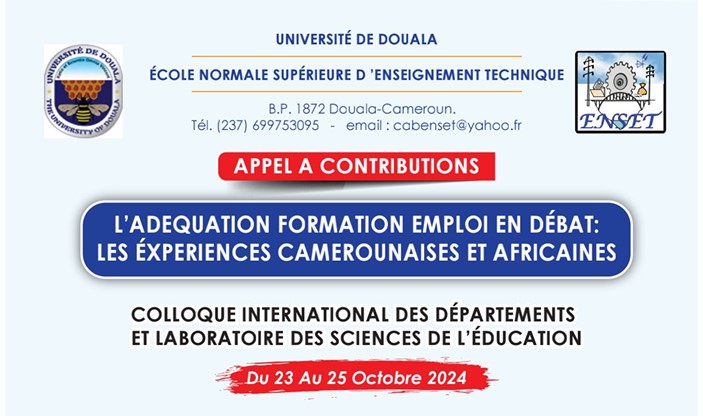 UNIVERSITÉ DE DOUALA
ÉCOLE NORMALE SUPÉRIEURE D 'ENSEIGNEMENT TECHNIQUE
B.P. 1872 Douala-Cameroun.
Tél. (237) 699753095 - email : cabenset@yahoo.fr
UNIVERSITÉ DE DOUALA
THE UNIVERSITY OF DOUALA
ENSET
APPEL A CONTRIBUTIONS
L'ADEQUATION FORMATION EMPLOI EN DÉBAT:
LES ÉXPERIENCES CAMEROUNAISES ET AFRICAINES
COLLOQUE INTERNATIONAL DES DÉPARTEMENTS
ET LABORATOIRE DES SCIENCES DE L'ÉDUCATION
Du 23 Au 25 Octobre 2024